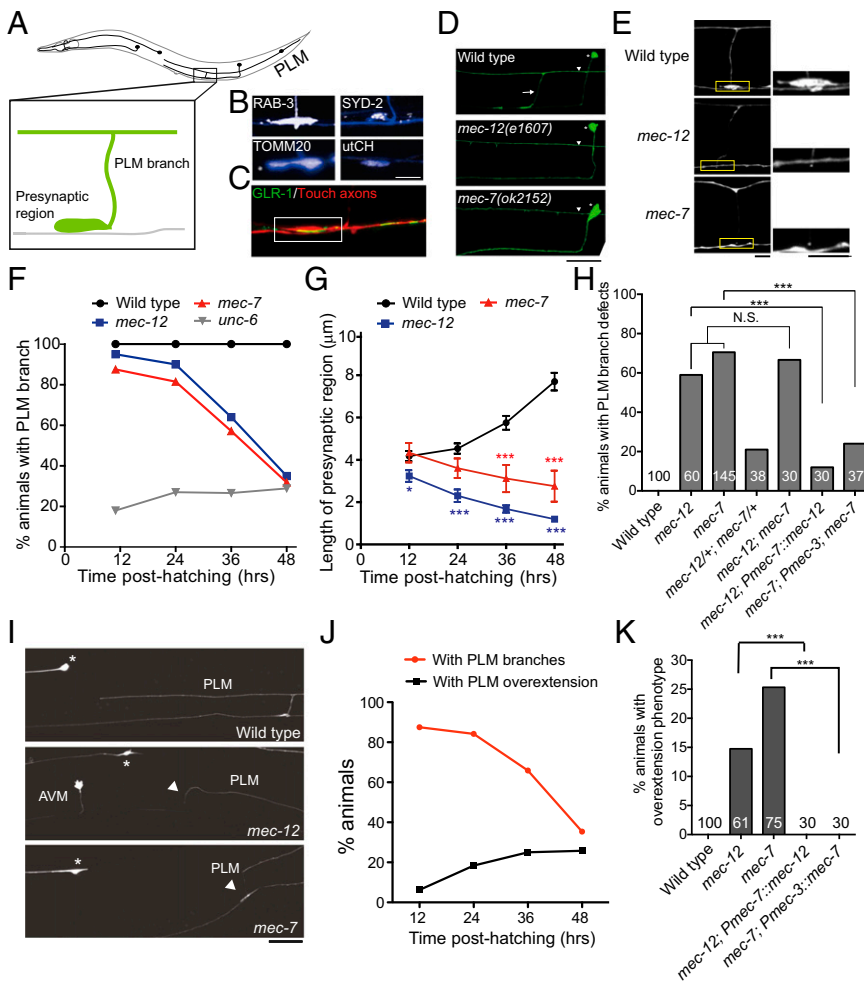 A
PLM
PLM branch
Presynaptic
region
B
RAB-3
SYD-2
TOMM20
utCH
C
GLR-1/Touch axons
D
Wild type
*
mec-12(e1607)
*
mec-7(ok2152)
*
E
Wild type
mec-12
mec-7
F
Wild type
mec-7
mec-12
unc-6
% animals with PLM branch
100
80
60
40
20
0
0
12
24
36
48
Time post-hatching (hrs)
G
Wild type
mec-7
mec-12
Length of presynaptic region (μm)
10
8
6
4
2
0
***
***
*
***
***
***
0
12
24
36
48
Time post-hatching (hrs)
H
% animals with PLM branch defects
100
80
60
40
20
0
***
***
N.S.
100
60
145
38
30
30
37
Wild type
mec-12
mec-7
mec-12/+; mec-7/+
mec-12; mec-7
mec-12; Pmec-7::mec-12
mec-7; Pmec-3; mec-7
I
*
PLM
Wild type
*
AVM
PLM
mec-12
*
PLM
mec-7
J
With PLM branches
With PLM overextension
% animals
100
80
60
40
20
0
12
24
36
48
Time post-hatching (hrs)
K
% animals with
overextension phenotype
30
25
20
15
10
5
0
***
***
100
61
75
30
30
Wild type
mec-12
mec-7
mec-12; Pmec-7::mec-12
mec-7; Pmec-3::mec-7